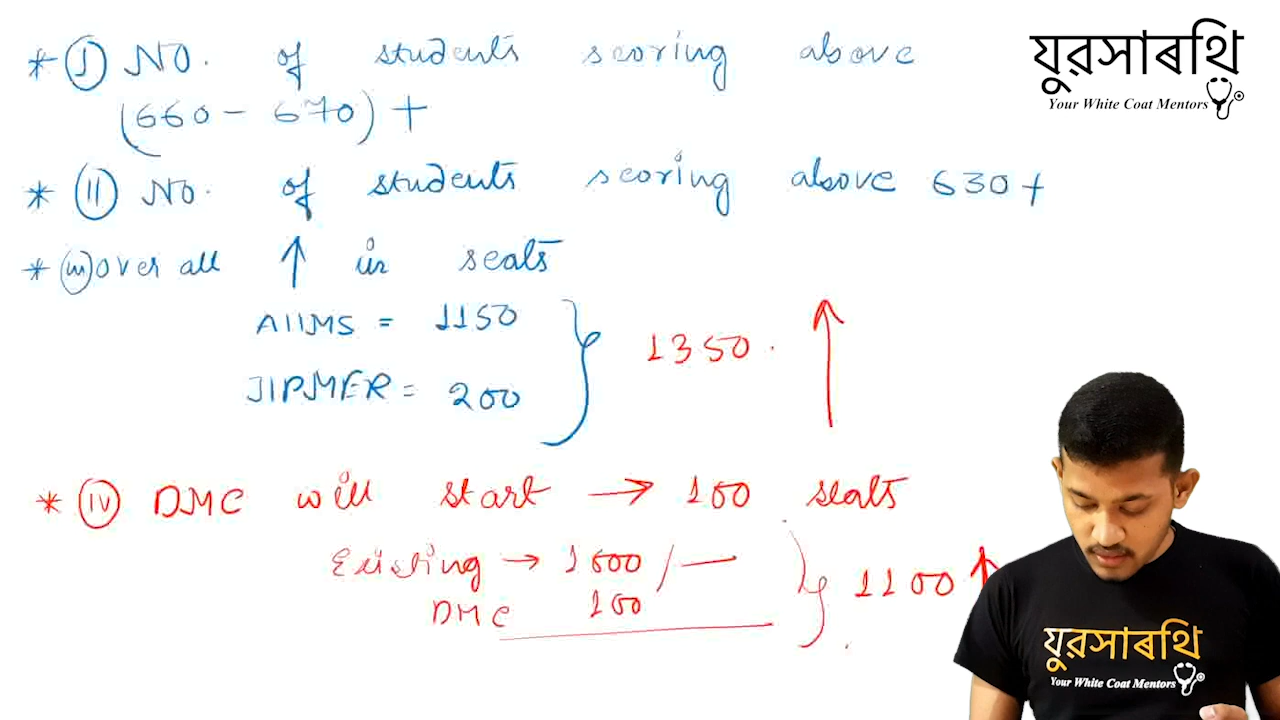 * (I) NO. of students scoring above
(660 - 670) +
* (II) NO. of students scoring above 630+
* (III) over all ↑ in seats
AIIMS = 1150
JIPMER = 200
} 1350. ↑
* (IV) DMC will start → 100 seats
Existing → 1000 / —
DMC 100
} 1100 ↑
যুৱসাৰথি
Your White Coat Mentors
যুৱসাৰথি
Your White Coat Mentors